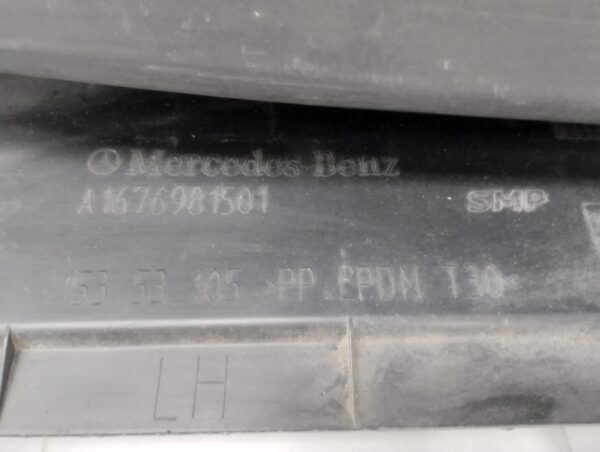 Mercedes Benz
A1676981501
SMP
153 53 105 >PP EPDM T30<
LH